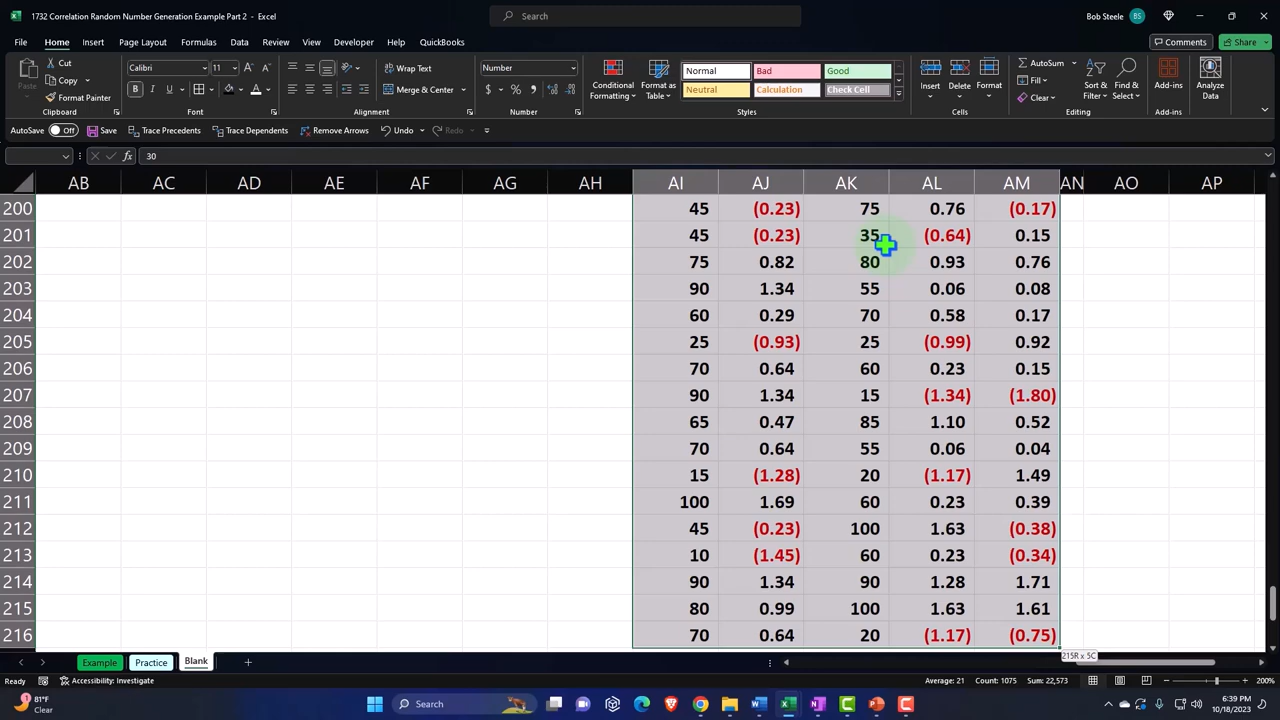 1732 Correlation Random Number Generation Example Part 2 - Excel
Search
Bob Steele
BS
File Home Insert Page Layout Formulas Data Review View Developer Help QuickBooks
Comments
Share
Paste
Cut
Copy
Format Painter
Clipboard
Calibri 11
B I U
Font
Wrap Text
Merge & Center
Alignment
Number
$ % 9
Number
Conditional Formatting
Format as Table
Normal Bad Good
Neutral Calculation Check Cell
Styles
Insert Delete Format
Cells
AutoSum
Fill
Clear
Sort & Filter
Find & Select
Editing
Add-ins
Add-ins
Analyze Data
AutoSave Off Save Trace Precedents Trace Dependents Remove Arrows Undo Redo
fx 30
AB AC AD AE AF AG AH AI AJ AK AL AM AN AO AP
200 45 (0.23) 75 0.76 (0.17)
201 45 (0.23) 35 (0.64) 0.15
202 75 0.82 80 0.93 0.76
203 90 1.34 55 0.06 0.08
204 60 0.29 70 0.58 0.17
205 25 (0.93) 25 (0.99) 0.92
206 70 0.64 60 0.23 0.15
207 90 1.34 15 (1.34) (1.80)
208 65 0.47 85 1.10 0.52
209 70 0.64 55 0.06 0.04
210 15 (1.28) 20 (1.17) 1.49
211 100 1.69 60 0.23 0.39
212 45 (0.23) 100 1.63 (0.38)
213 10 (1.45) 60 0.23 (0.34)
214 90 1.34 90 1.28 1.71
215 80 0.99 100 1.63 1.61
216 70 0.64 20 (1.17) (0.75)
215R x 5C
Example Practice Blank
Ready Accessibility: Investigate Average: 21 Count: 1075 Sum: 22,573 200%
81°F
Clear
Search
6:39 PM
10/18/2023